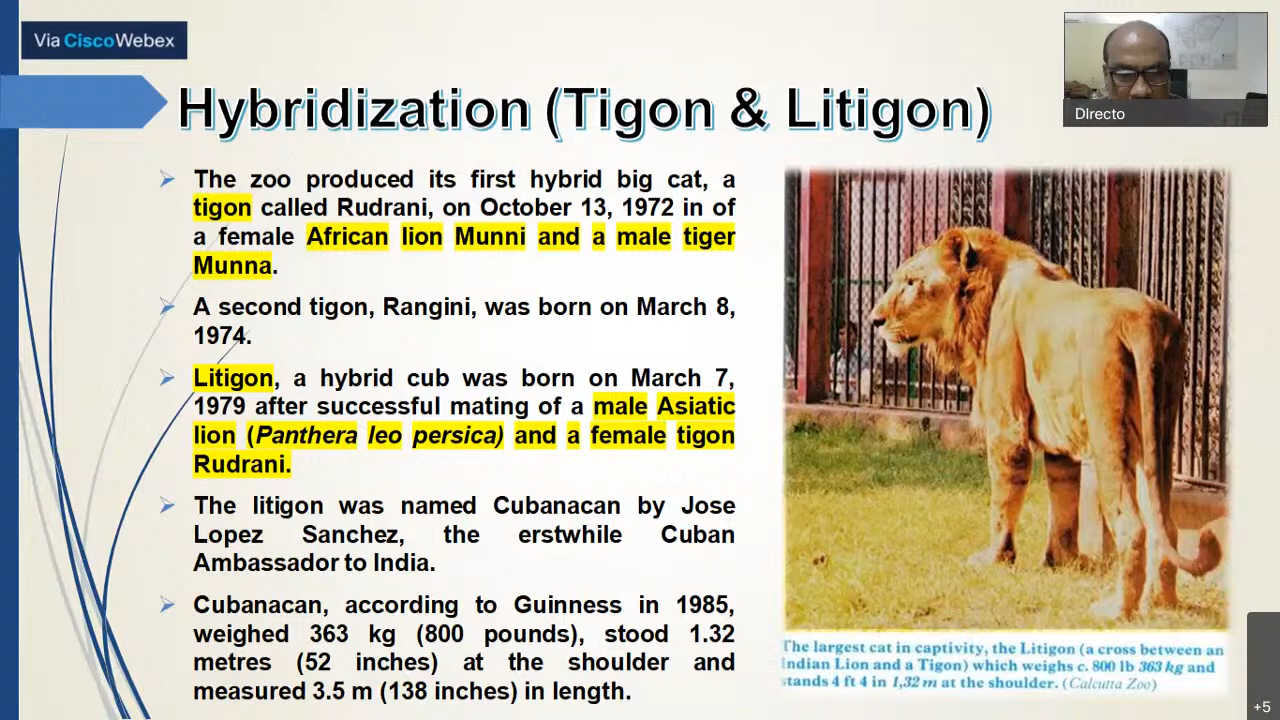 Via CiscoWebex
DIrecto
Hybridization (Tigon & Litigon)
The zoo produced its first hybrid big cat, a
tigon called Rudrani, on October 13, 1972 in of
a female African lion Munni and a male tiger
Munna.
A second tigon, Rangini, was born on March 8,
1974.
Litigon, a hybrid cub was born on March 7,
1979 after successful mating of a male Asiatic
lion (Panthera leo persica) and a female tigon
Rudrani.
The litigon was named Cubanacan by Jose
Lopez Sanchez, the erstwhile Cuban
Ambassador to India.
Cubanacan, according to Guinness in 1985,
weighed 363 kg (800 pounds), stood 1.32
metres (52 inches) at the shoulder and
measured 3.5 m (138 inches) in length.
The largest cat in captivity, the Litigon (a cross between an
Indian Lion and a Tigon) which weighs c. 800 lb 363 kg and
stands 4 ft 4 in 1,32 m at the shoulder. (Calcutta Zoo)
+5